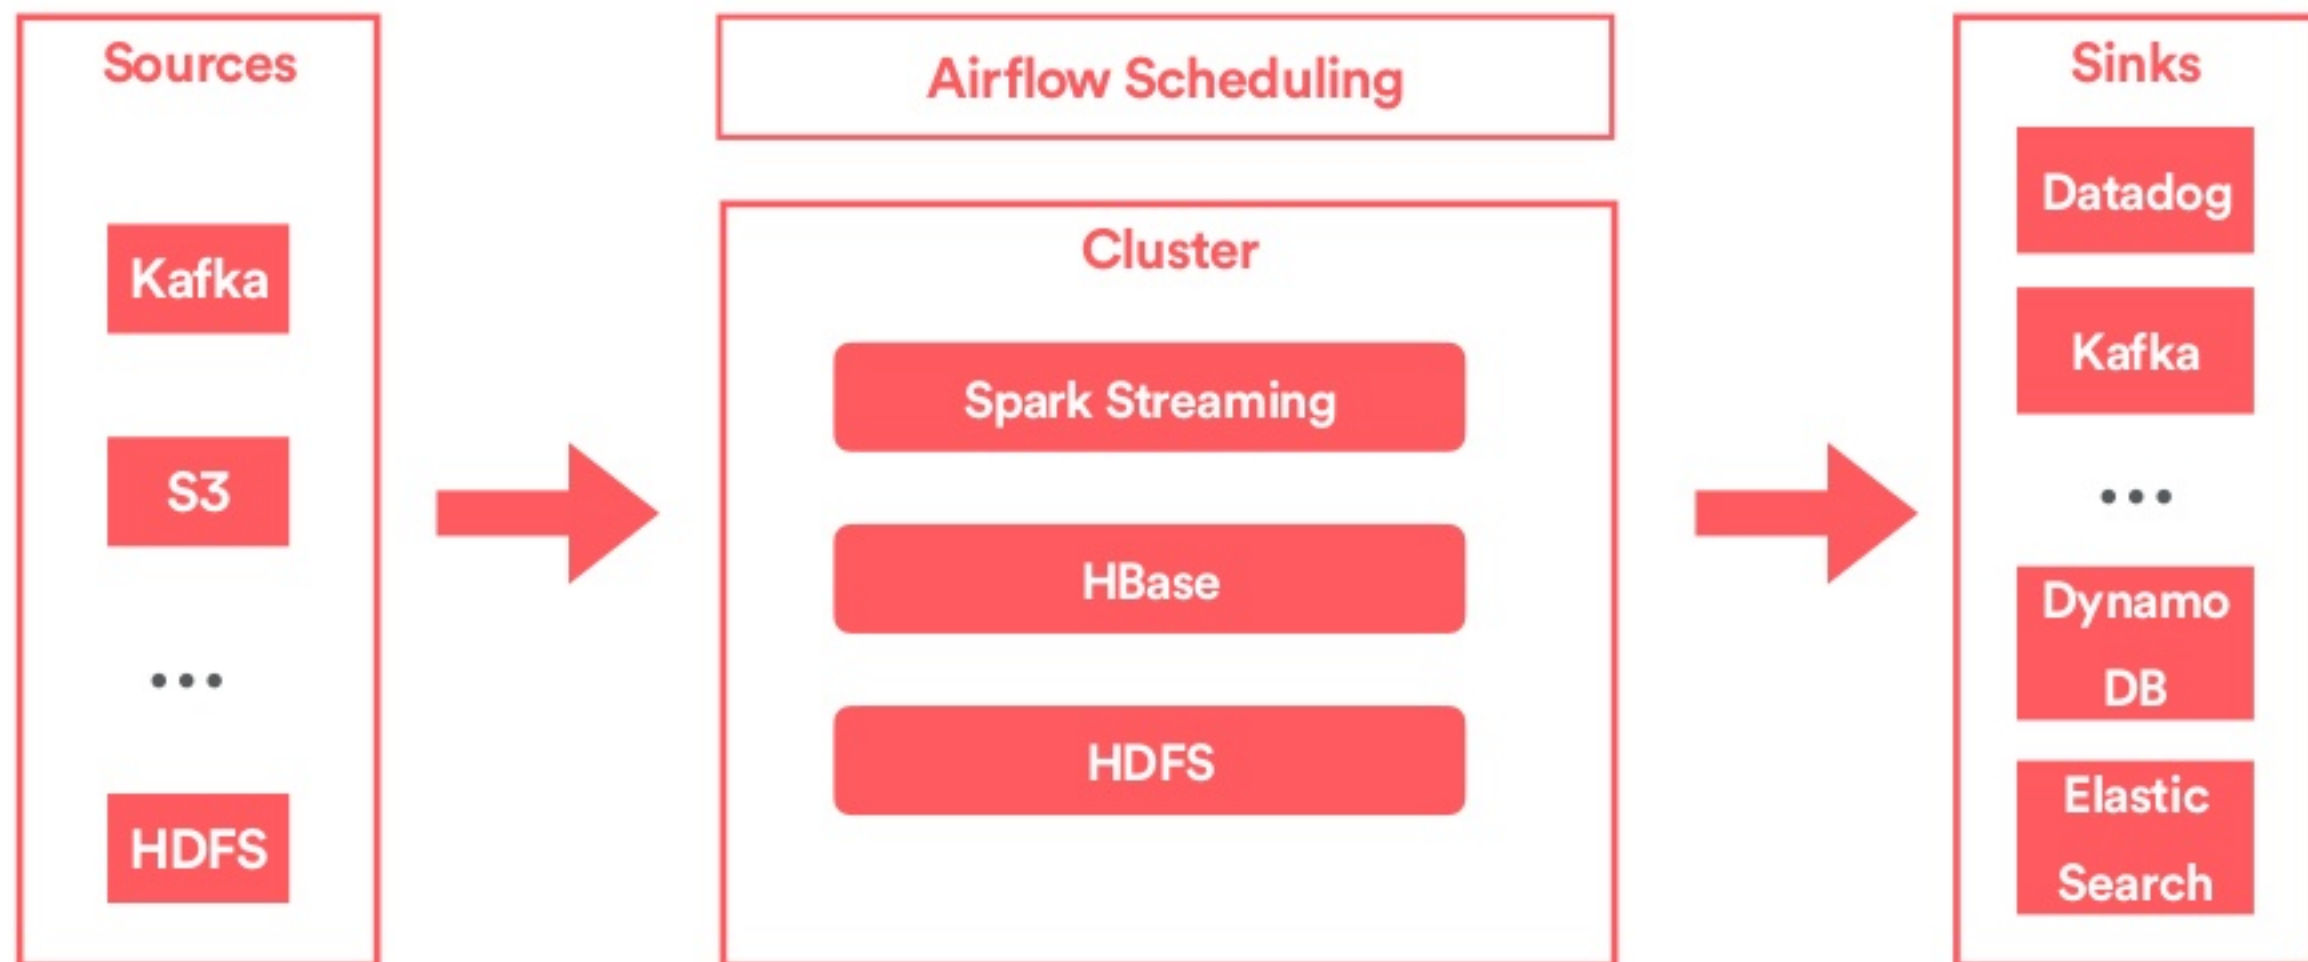 Sources
Kafka
S3
...
HDFS
Airflow Scheduling
Cluster
Spark Streaming
HBase
HDFS
Sinks
Datadog
Kafka
...
Dynamo
DB
Elastic
Search